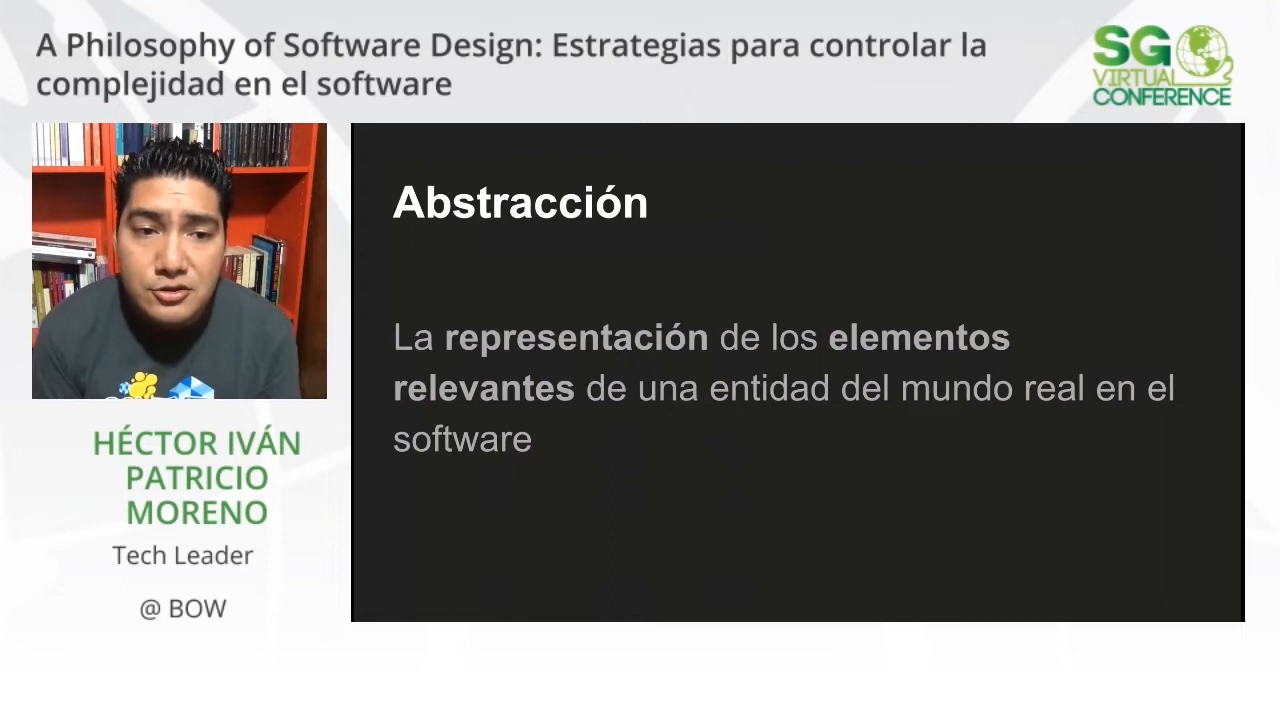 A Philosophy of Software Design: Estrategias para controlar la
complejidad en el software
SG
VIRTUAL
CONFERENCE
Abstracción
La representación de los elementos
relevantes de una entidad del mundo real en el
software
HÉCTOR IVÁN
PATRICIO
MORENO
Tech Leader
@ BOW